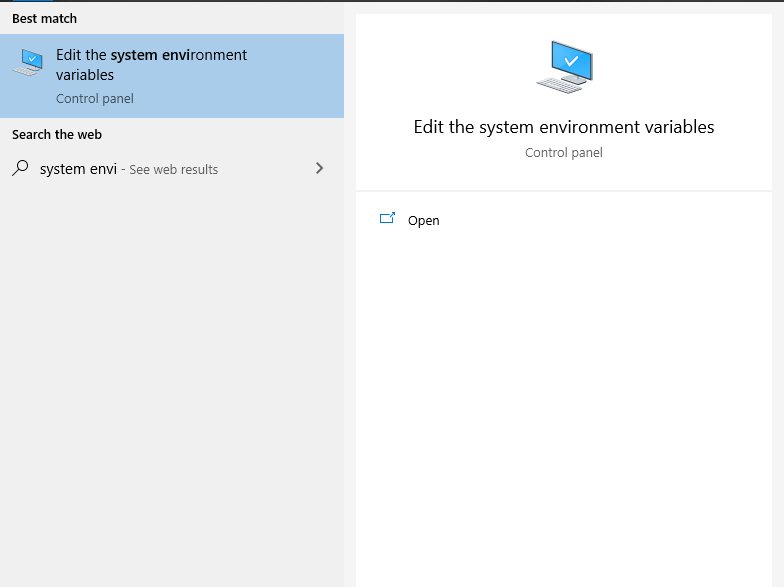 Best match
Edit the system environment
variables
Control panel
Search the web
system envi - See web results
Edit the system environment variables
Control panel
Open